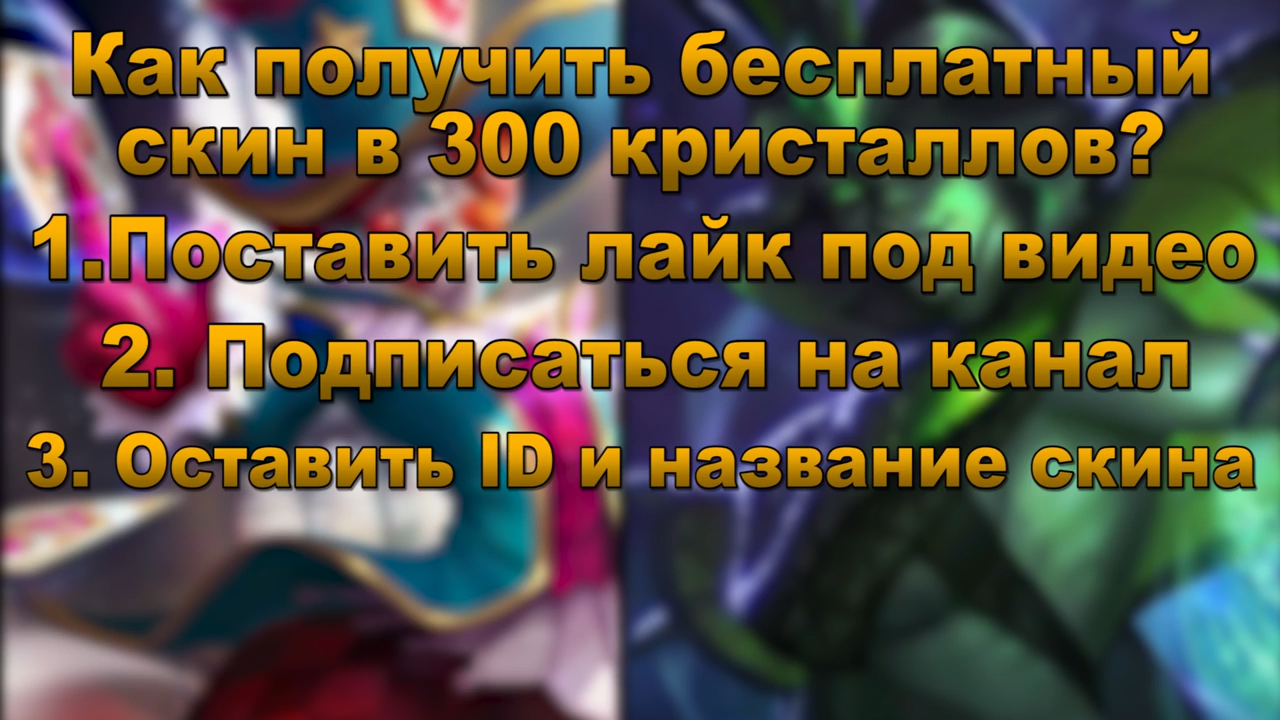 Как получить бесплатный
скин в 300 кристаллов?
1.Поставить лайк под видео
2. Подписаться на канал
3. Оставить ID и название скина